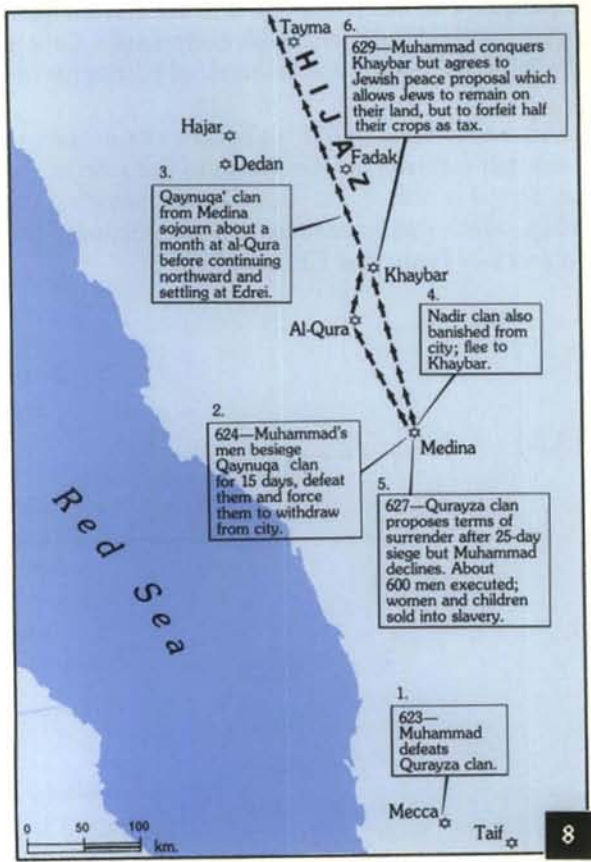 6.
629—Muhammad conquers
Khaybar but agrees to
Jewish peace proposal which
allows Jews to remain on
their land, but to forfeit half
their crops as tax.
Tayma
HIJAZ
Hajar
Dedan
Fadak
3.
Qaynuqa' clan
from Medina
sojourn about a
month at al-Qura
before continuing
northward and
settling at Edrei.
Khaybar
Al-Qura
4.
Nadir clan also
banished from
city; flee to
Khaybar.
2.
624—Muhammad's
men besiege
Qaynuqa clan
for 15 days, defeat
them and force
them to withdraw
from city.
Medina
5.
627—Qurayza clan
proposes terms of
surrender after 25-day
siege but Muhammad
declines. About
600 men executed;
women and children
sold into slavery.
Red Sea
1.
623—
Muhammad
defeats
Qurayza clan.
Mecca
Taif
0 50 100
km.
8